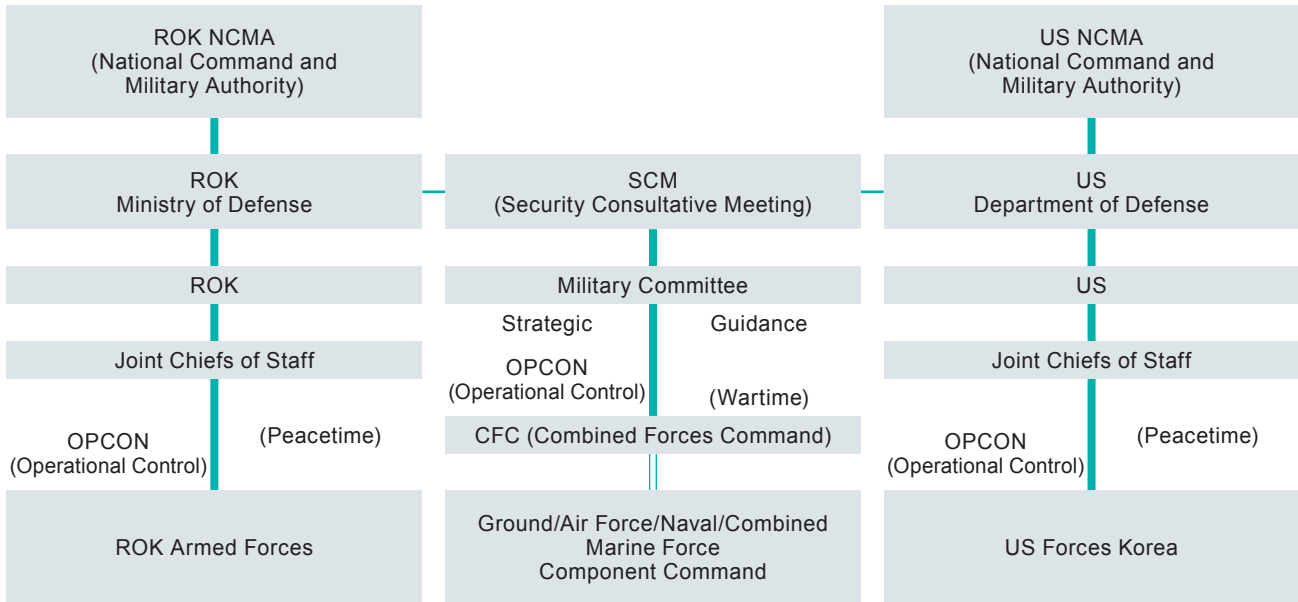 ROK NCMA
(National Command and
Military Authority)
US NCMA
(National Command and
Military Authority)
ROK
Ministry of Defense
SCM
(Security Consultative Meeting)
US
Department of Defense
ROK
Military Committee
US
Strategic
Guidance
Joint Chiefs of Staff
OPCON
(Operational Control)
(Wartime)
Joint Chiefs of Staff
OPCON
(Operational Control)
(Peacetime)
CFC (Combined Forces Command)
OPCON
(Operational Control)
(Peacetime)
ROK Armed Forces
Ground/Air Force/Naval/Combined
Marine Force
Component Command
US Forces Korea